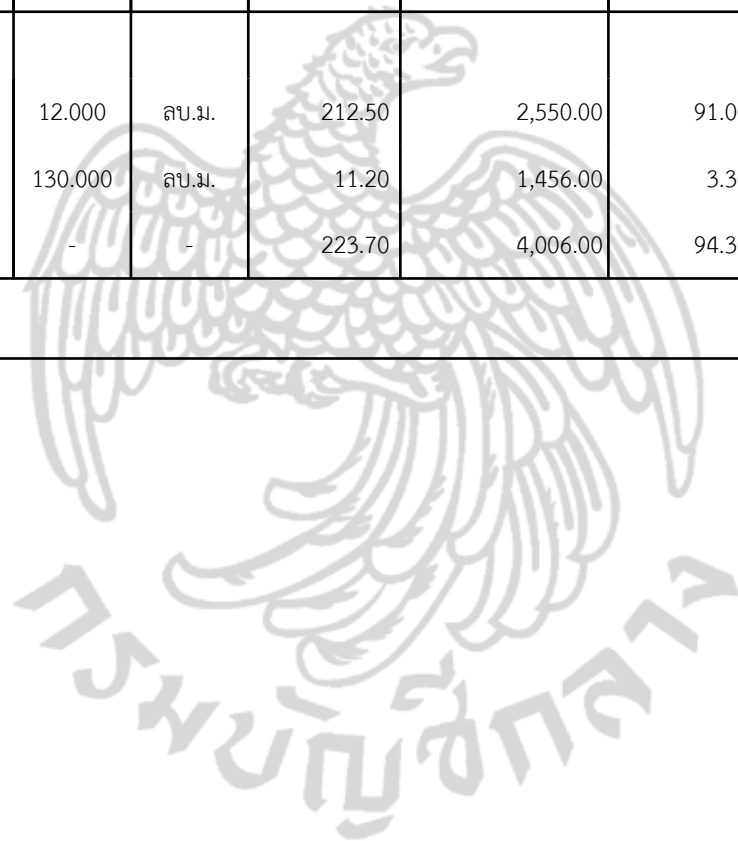 12.000 ลบ.ม. 212.50 2,550.00 91.0
130.000 ลบ.ม. 11.20 1,456.00 3.3
- - 223.70 4,006.00 94.3
กรมบัญชีกลาง